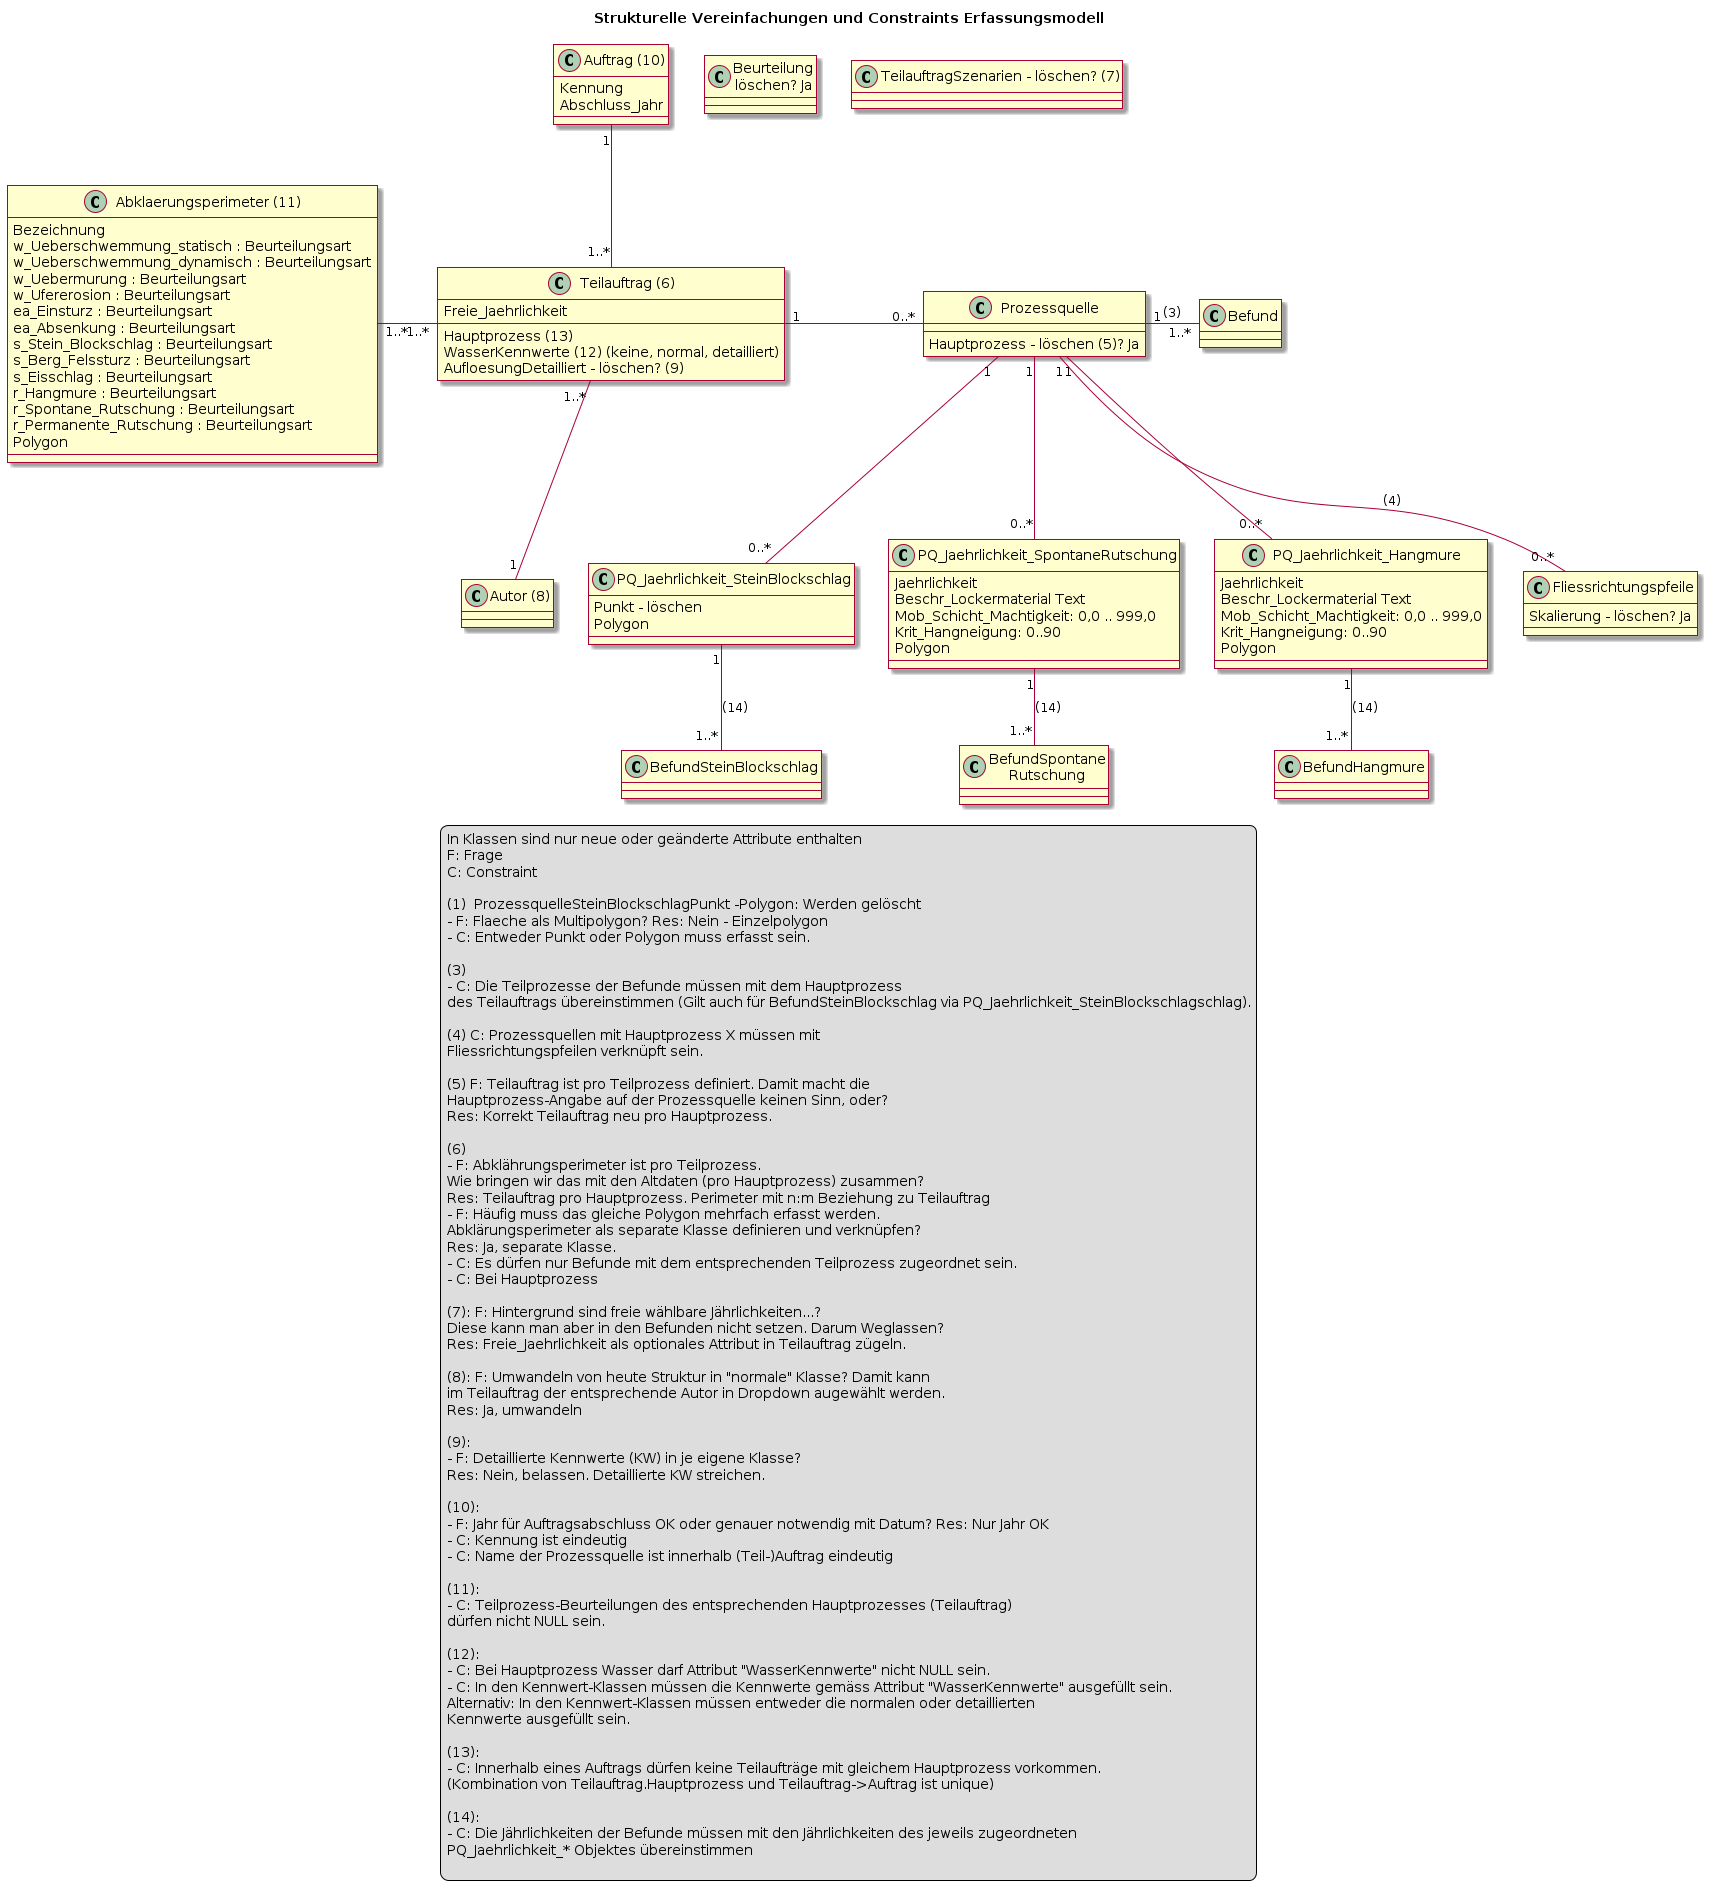 Strukturelle Vereinfachungen und Constraints Erfassungsmodell
C Auftrag (10)
Kennung
Abschluss_Jahr
C Beurteilung
löschen? Ja
C TeilauftragSzenarien - löschen? (7)
1
1..*
C Abklaerungsperimeter (11)
Bezeichnung
w_Ueberschwemmung_statisch : Beurteilungsart
w_Ueberschwemmung_dynamisch : Beurteilungsart
w_Uebermurung : Beurteilungsart
w_Ufererosion : Beurteilungsart
ea_Einsturz : Beurteilungsart
ea_Absenkung : Beurteilungsart
s_Stein_Blockschlag : Beurteilungsart
s_Berg_Felssturz : Beurteilungsart
s_Eisschlag : Beurteilungsart
r_Hangmure : Beurteilungsart
r_Spontane_Rutschung : Beurteilungsart
r_Permanente_Rutschung : Beurteilungsart
Polygon
1..*
1..*
C Teilauftrag (6)
Freie_Jaehrlichkeit
Hauptprozess (13)
WasserKennwerte (12) (keine, normal, detailliert)
AufloesungDetailliert - löschen? (9)
1
0..*
C Prozessquelle
Hauptprozess - löschen (5)? Ja
1
(3)
1..*
C Befund
1..*
1
C Autor (8)
1
1
1
1
(4)
0..*
0..*
0..*
0..*
C PQ_Jaehrlichkeit_SteinBlockschlag
Punkt - löschen
Polygon
C PQ_Jaehrlichkeit_SpontaneRutschung
Jaehrlichkeit
Beschr_Lockermaterial Text
Mob_Schicht_Machtigkeit: 0,0 .. 999,0
Krit_Hangneigung: 0..90
Polygon
C PQ_Jaehrlichkeit_Hangmure
Jaehrlichkeit
Beschr_Lockermaterial Text
Mob_Schicht_Machtigkeit: 0,0 .. 999,0
Krit_Hangneigung: 0..90
Polygon
C Fliessrichtungspfeile
Skalierung - löschen? Ja
1
(14)
1..*
1
(14)
1..*
1
(14)
1..*
C BefundSteinBlockschlag
C BefundSpontane
Rutschung
C BefundHangmure
In Klassen sind nur neue oder geänderte Attribute enthalten
F: Frage
C: Constraint
(1)  ProzessquelleSteinBlockschlagPunkt -Polygon: Werden gelöscht
- F: Flaeche als Multipolygon? Res: Nein - Einzelpolygon
- C: Entweder Punkt oder Polygon muss erfasst sein.
(3)
- C: Die Teilprozesse der Befunde müssen mit dem Hauptprozess
des Teilauftrags übereinstimmen (Gilt auch für BefundSteinBlockschlag via PQ_Jaehrlichkeit_SteinBlockschlagschlag).
(4) C: Prozessquellen mit Hauptprozess X müssen mit
Fliessrichtungspfeilen verknüpft sein.
(5) F: Teilauftrag ist pro Teilprozess definiert. Damit macht die
Hauptprozess-Angabe auf der Prozessquelle keinen Sinn, oder?
Res: Korrekt Teilauftrag neu pro Hauptprozess.
(6)
- F: Abklährungsperimeter ist pro Teilprozess.
Wie bringen wir das mit den Altdaten (pro Hauptprozess) zusammen?
Res: Teilauftrag pro Hauptprozess. Perimeter mit n:m Beziehung zu Teilauftrag
- F: Häufig muss das gleiche Polygon mehrfach erfasst werden.
Abklärungsperimeter als separate Klasse definieren und verknüpfen?
Res: Ja, separate Klasse.
- C: Es dürfen nur Befunde mit dem entsprechenden Teilprozess zugeordnet sein.
- C: Bei Hauptprozess
(7): F: Hintergrund sind freie wählbare Jährlichkeiten...?
Diese kann man aber in den Befunden nicht setzen. Darum Weglassen?
Res: Freie_Jaehrlichkeit als optionales Attribut in Teilauftrag zügeln.
(8): F: Umwandeln von heute Struktur in "normale" Klasse? Damit kann
im Teilauftrag der entsprechende Autor in Dropdown augewählt werden.
Res: Ja, umwandeln
(9):
- F: Detaillierte Kennwerte (KW) in je eigene Klasse?
Res: Nein, belassen. Detaillierte KW streichen.
(10):
- F: Jahr für Auftragsabschluss OK oder genauer notwendig mit Datum? Res: Nur Jahr OK
- C: Kennung ist eindeutig
- C: Name der Prozessquelle ist innerhalb (Teil-)Auftrag eindeutig
(11):
- C: Teilprozess-Beurteilungen des entsprechenden Hauptprozesses (Teilauftrag)
dürfen nicht NULL sein.
(12):
- C: Bei Hauptprozess Wasser darf Attribut "WasserKennwerte" nicht NULL sein.
- C: In den Kennwert-Klassen müssen die Kennwerte gemäss Attribut "WasserKennwerte" ausgefüllt sein.
Alternativ: In den Kennwert-Klassen müssen entweder die normalen oder detaillierten
Kennwerte ausgefüllt sein.
(13):
- C: Innerhalb eines Auftrags dürfen keine Teilaufträge mit gleichem Hauptprozess vorkommen.
(Kombination von Teilauftrag.Hauptprozess und Teilauftrag->Auftrag ist unique)
(14):
- C: Die Jährlichkeiten der Befunde müssen mit den Jährlichkeiten des jeweils zugeordneten
PQ_Jaehrlichkeit_* Objektes übereinstimmen